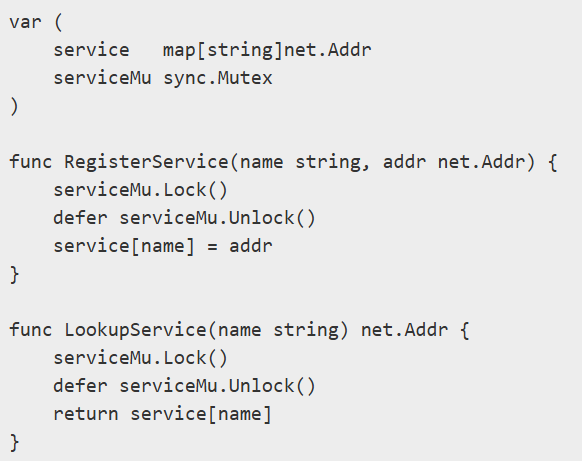 var (
    service   map[string]net.Addr
    serviceMu sync.Mutex
)

func RegisterService(name string, addr net.Addr) {
    serviceMu.Lock()
    defer serviceMu.Unlock()
    service[name] = addr
}

func LookupService(name string) net.Addr {
    serviceMu.Lock()
    defer serviceMu.Unlock()
    return service[name]
}